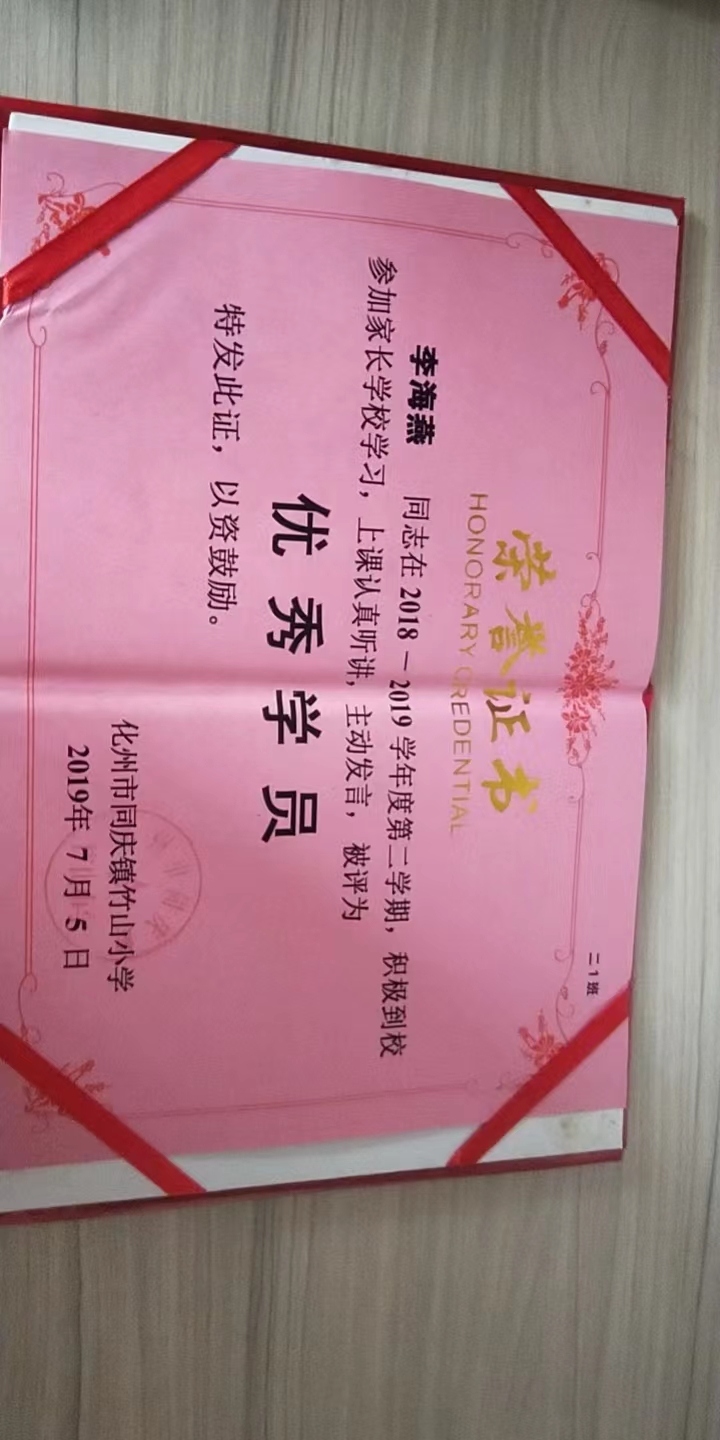 二1班
荣誉证书
HONORARY CREDENTIAL
李海燕 同志在 2018－2019 学年度第二学期，积极到校
参加家长学校学习，上课认真听讲，主动发言，被评为
优秀学员
特发此证，以资鼓励。
化州市同庆镇竹山小学
2019年 7 月 5 日